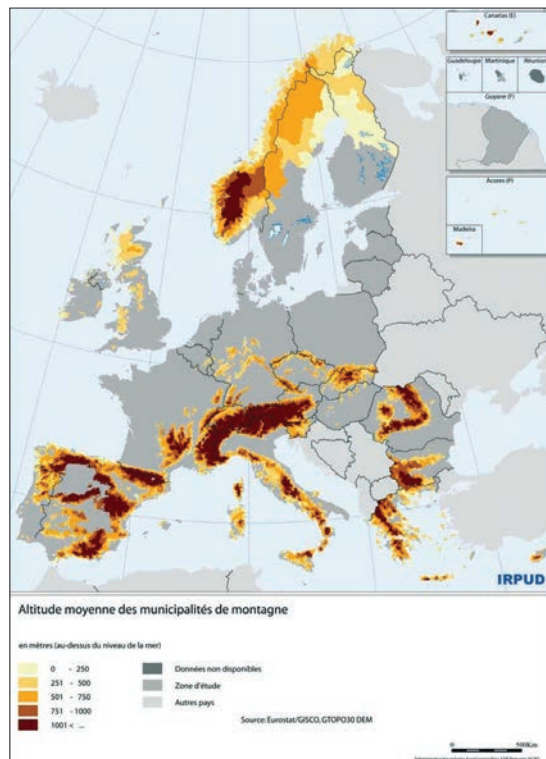 Canarias (E)
Guadeloupe
Martinique
Réunion
Guyane (F)
Acores (P)
Madeira
IRPUD
Altitude moyenne des municipalités de montagne
en mètres (au-dessus du niveau de la mer)
0 - 250
251 - 500
501 - 750
751 - 1000
1001 < ...
Données non disponibles
Zone d'étude
Autres pays
Source: Eurostat/GISCO, GTOPO30 DEM
0 500Km